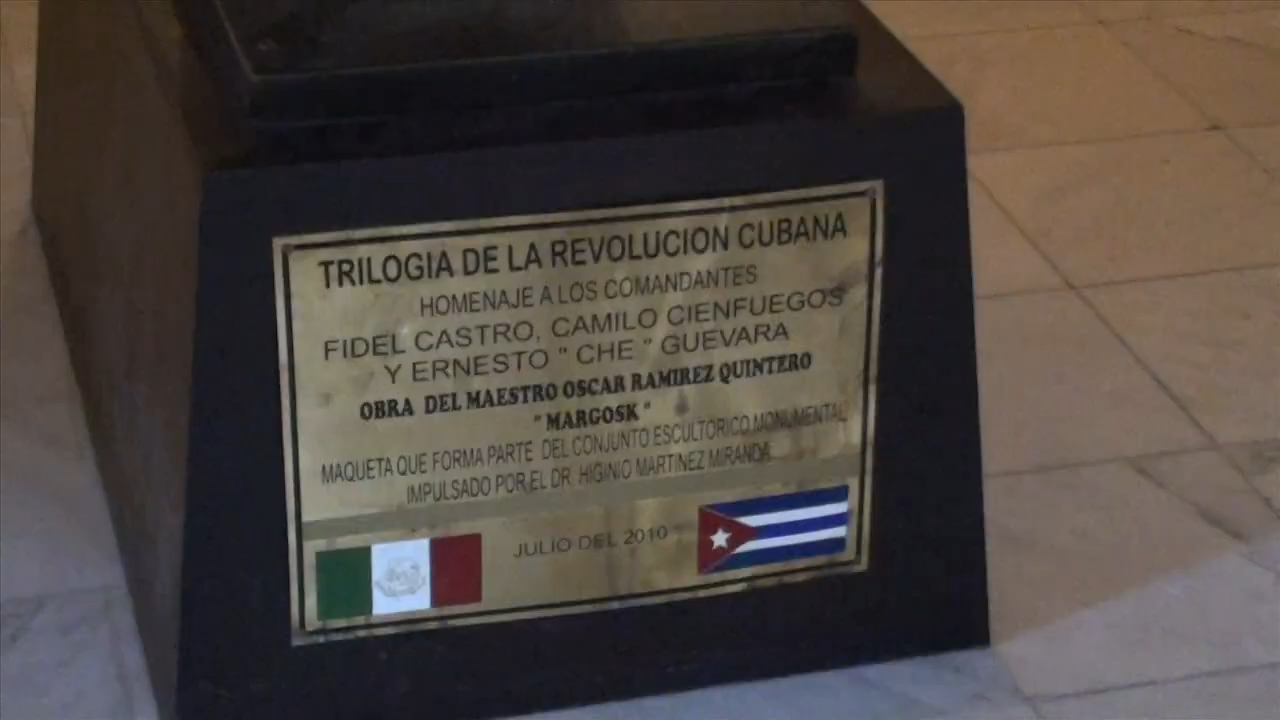 TRILOGIA DE LA REVOLUCION CUBANA
HOMENAJE A LOS COMANDANTES
FIDEL CASTRO, CAMILO CIENFUEGOS
Y ERNESTO " CHE " GUEVARA
OBRA DEL MAESTRO OSCAR RAMIREZ QUINTERO
" MARGOSK "
MAQUETA QUE FORMA PARTE DEL CONJUNTO ESCULTORICO MONUMENTAL
IMPULSADO POR EL DR. HIGINIO MARTINEZ MIRANDA
JULIO DEL 2010